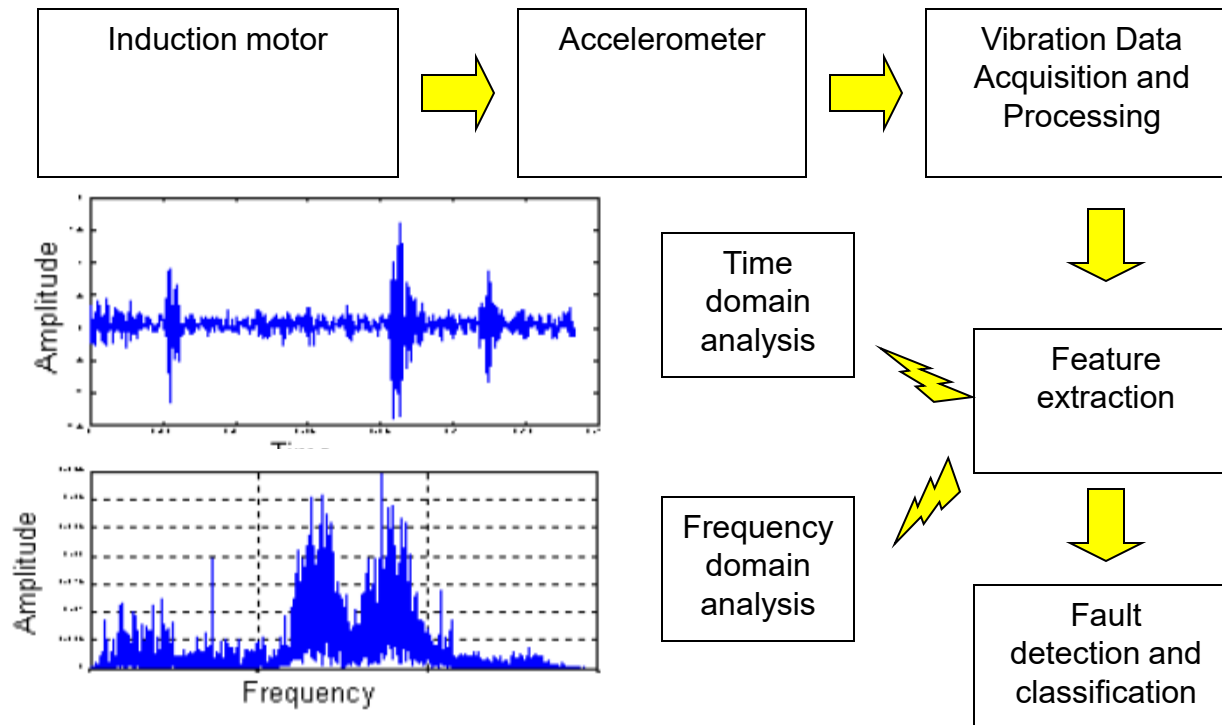 Induction motor
Accelerometer
Vibration Data
Acquisition and
Processing
Amplitude
Time
domain
analysis
Feature
extraction
Amplitude
Frequency
Frequency
domain
analysis
Fault
detection and
classification